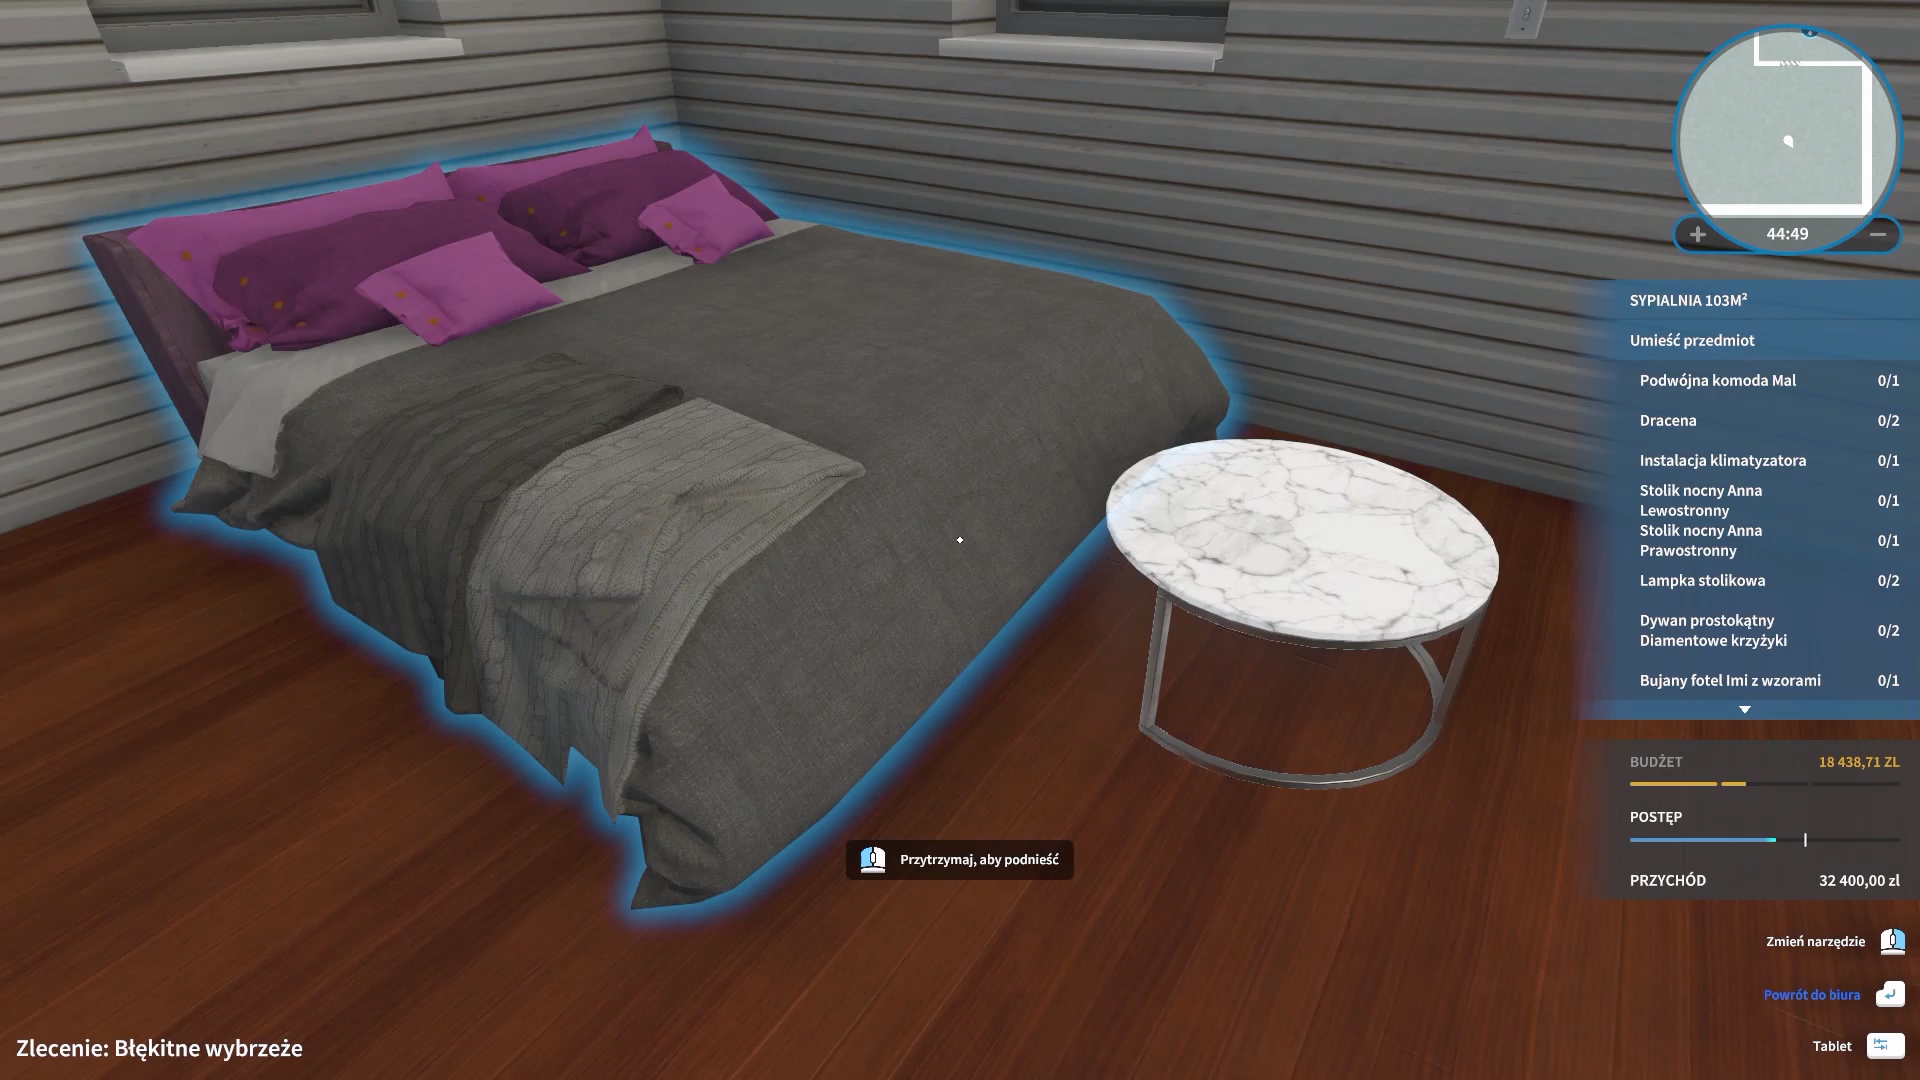 44:49
SYPIALNIA 103M²
Umieść przedmiot
Podwójna komoda Mal 0/1
Dracena 0/2
Instalacja klimatyzatora 0/1
Stolik nocny Anna
Lewostronny 0/1
Stolik nocny Anna
Prawostronny 0/1
Lampka stolikowa 0/2
Dywan prostokątny
Diamentowe krzyżyki 0/2
Bujany fotel Imi z wzorami 0/1
BUDŻET 18 438,71 ZL
POSTĘP
PRZYCHÓD 32 400,00 zl
Przytrzymaj, aby podnieść
Zmień narzędzie
Powrót do biura
Tablet
Zlecenie: Błękitne wybrzeże